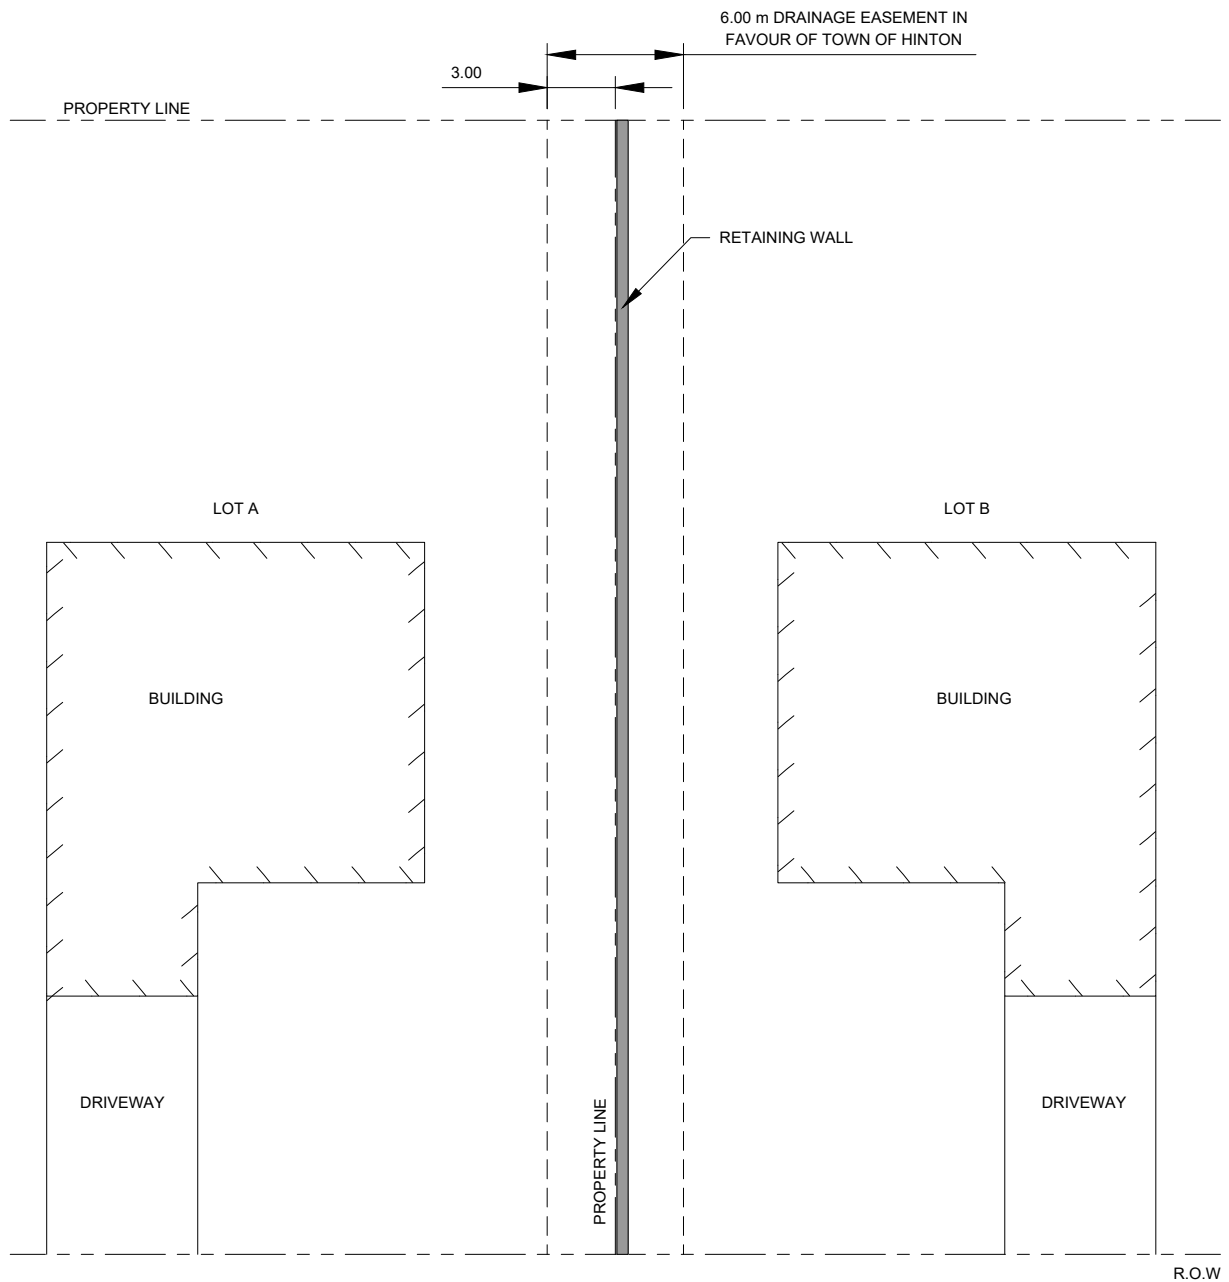 6.00 m DRAINAGE EASEMENT IN
FAVOUR OF TOWN OF HINTON
3.00
PROPERTY LINE
RETAINING WALL
LOT A
LOT B
BUILDING
BUILDING
DRIVEWAY
PROPERTY LINE
DRIVEWAY
R.O.W